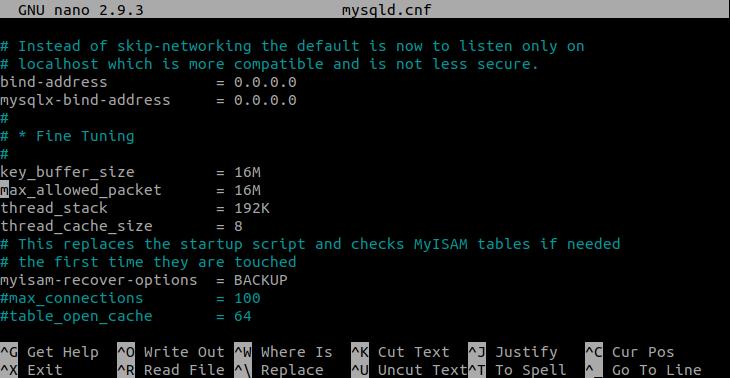 GNU nano 2.9.3 mysqld.cnf
# Instead of skip-networking the default is now to listen only on
# localhost which is more compatible and is not less secure.
bind-address = 0.0.0.0
mysqlx-bind-address = 0.0.0.0
#
# * Fine Tuning
#
key_buffer_size = 16M
max_allowed_packet = 16M
thread_stack = 192K
thread_cache_size = 8
# This replaces the startup script and checks MyISAM tables if needed
# the first time they are touched
myisam-recover-options = BACKUP
#max_connections = 100
#table_open_cache = 64
^G Get Help ^O Write Out ^W Where Is ^K Cut Text ^J Justify ^C Cur Pos
^X Exit ^R Read File ^\ Replace ^U Uncut Text ^T To Spell ^_ Go To Line